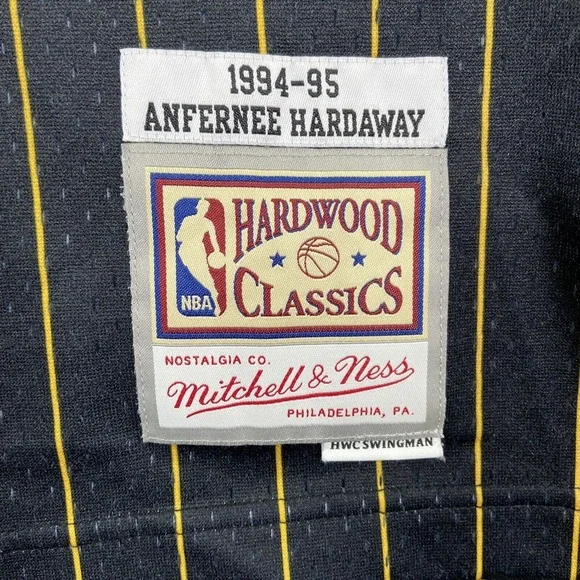 1994-95
ANFERNEE HARDAWAY
HARDWOOD
CLASSICS
NBA
NOSTALGIA CO.
Mitchell & Ness
PHILADELPHIA, PA.
HWC SWINGMAN